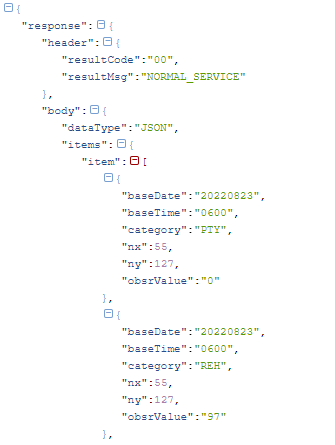 {
"response":{
"header":{
"resultCode":"00",
"resultMsg":"NORMAL_SERVICE"
},
"body":{
"dataType":"JSON",
"items":{
"item":[
{
"baseDate":"20220823",
"baseTime":"0600",
"category":"PTY",
"nx":55,
"ny":127,
"obsrValue":"0"
},
{
"baseDate":"20220823",
"baseTime":"0600",
"category":"REH",
"nx":55,
"ny":127,
"obsrValue":"97"
},